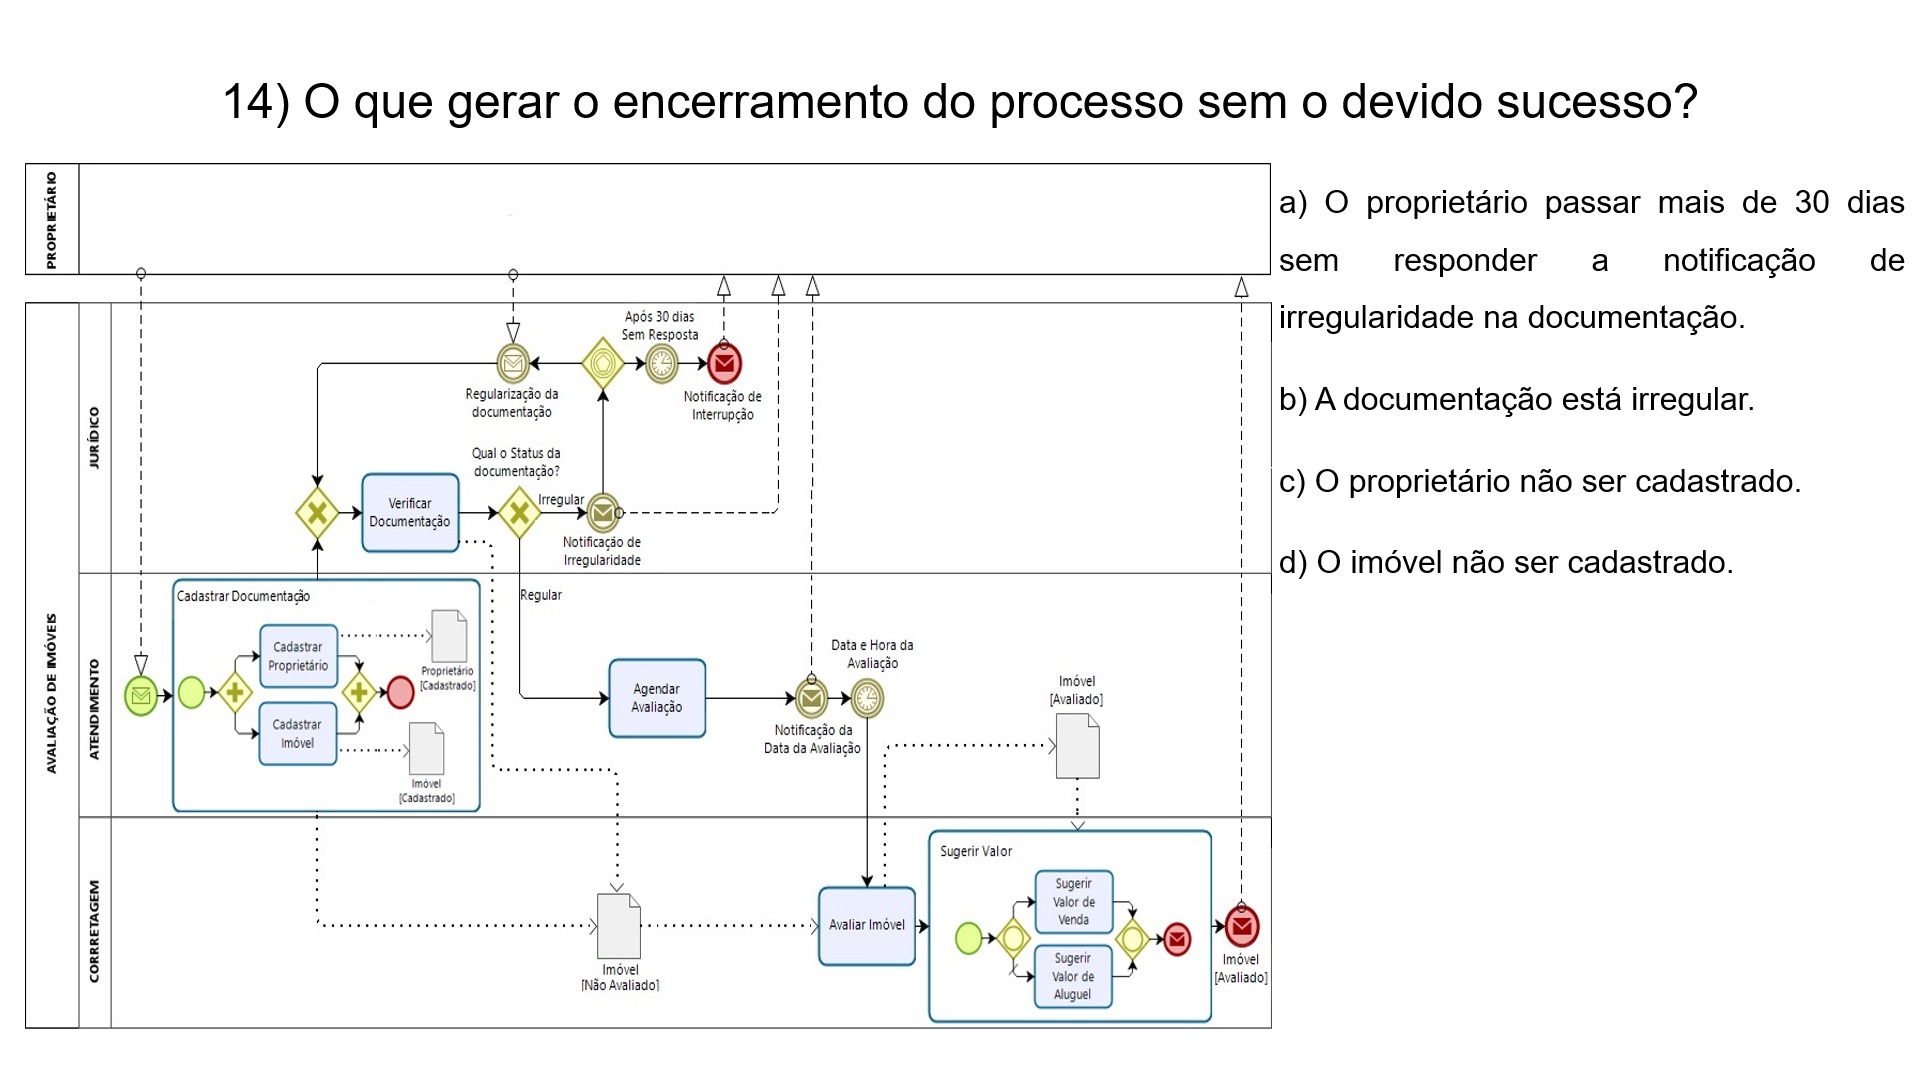 14) O que gerar o encerramento do processo sem o devido sucesso?
a) O proprietário passar mais de 30 dias
sem responder a notificação de
irregularidade na documentação.
b) A documentação está irregular.
c) O proprietário não ser cadastrado.
d) O imóvel não ser cadastrado.
PROPRIETÁRIO
AVALIAÇÃO DE IMÓVEIS
JURÍDICO
Após 30 dias
Sem Resposta
Regularização da
documentação
Notificação de
Interrupção
Qual o Status da
documentação?
Verificar
Documentação
Irregular
Notificação de
Irregularidade
Regular
ATENDIMENTO
Cadastrar Documentação
Cadastrar
Proprietário
Proprietário
[Cadastrado]
Cadastrar
Imóvel
Imóvel
[Cadastrado]
Agendar
Avaliação
Data e Hora da
Avaliação
Notificação da
Data da Avaliação
Imóvel
[Avaliado]
CORRETAGEM
Imóvel
[Não Avaliado]
Avaliar Imóvel
Sugerir Valor
Sugerir
Valor de
Venda
Sugerir
Valor de
Aluguel
Imóvel
[Avaliado]